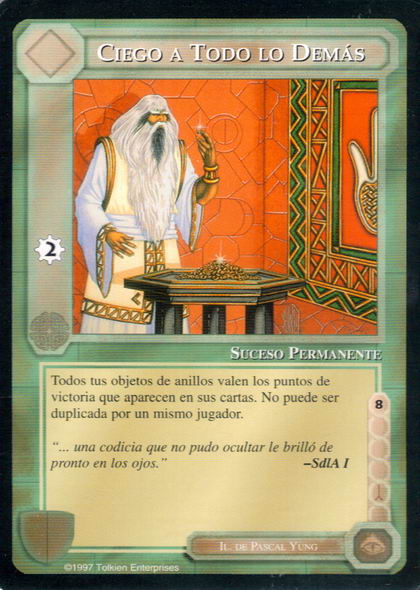 Ciego a Todo lo Demás
2
Suceso Permanente
Todos tus objetos de anillos valen los puntos de
victoria que aparecen en sus cartas. No puede ser
duplicada por un mismo jugador.
“... una codicia que no pudo ocultar le brilló de
pronto en los ojos.” –SdlA I
8
Il. de Pascal Yung
©1997 Tolkien Enterprises